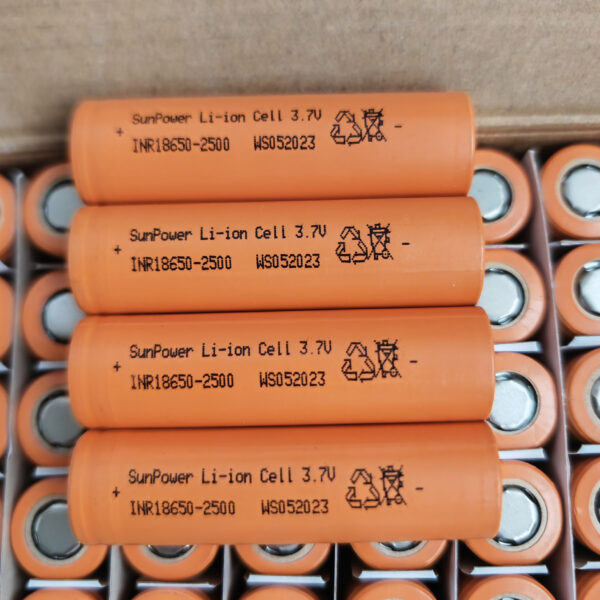 SunPower Li-ion Cell 3.7V
+ INR18650-2500 WS052023 -
SunPower Li-ion Cell 3.7V
+ INR18650-2500 WS052023 -
SunPower Li-ion Cell 3.7V
+ INR18650-2500 WS052023 -
SunPower Li-ion Cell 3.7V
+ INR18650-2500 WS052023 -